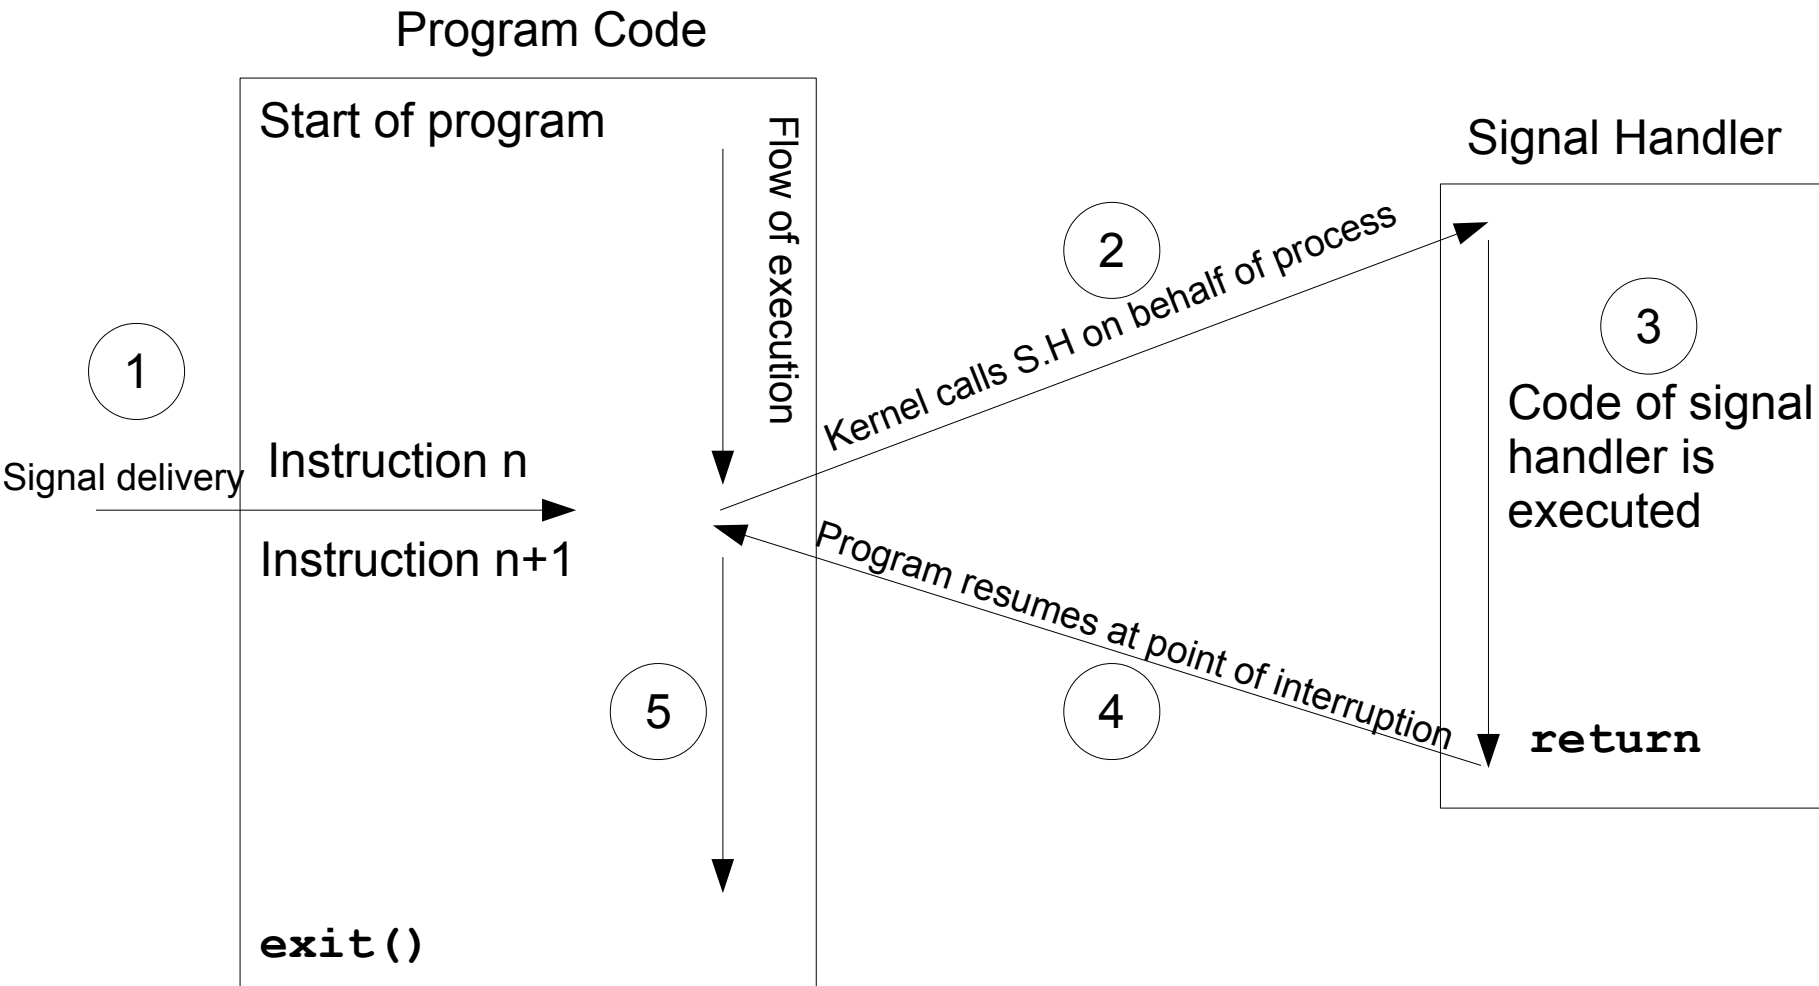 Program Code
Start of program
Flow of execution
Signal Handler
1
Signal delivery
Instruction n
Instruction n+1
2
Kernel calls S.H on behalf of process
3
Code of signal
handler is
executed
return
Program resumes at point of interruption
4
5
exit()